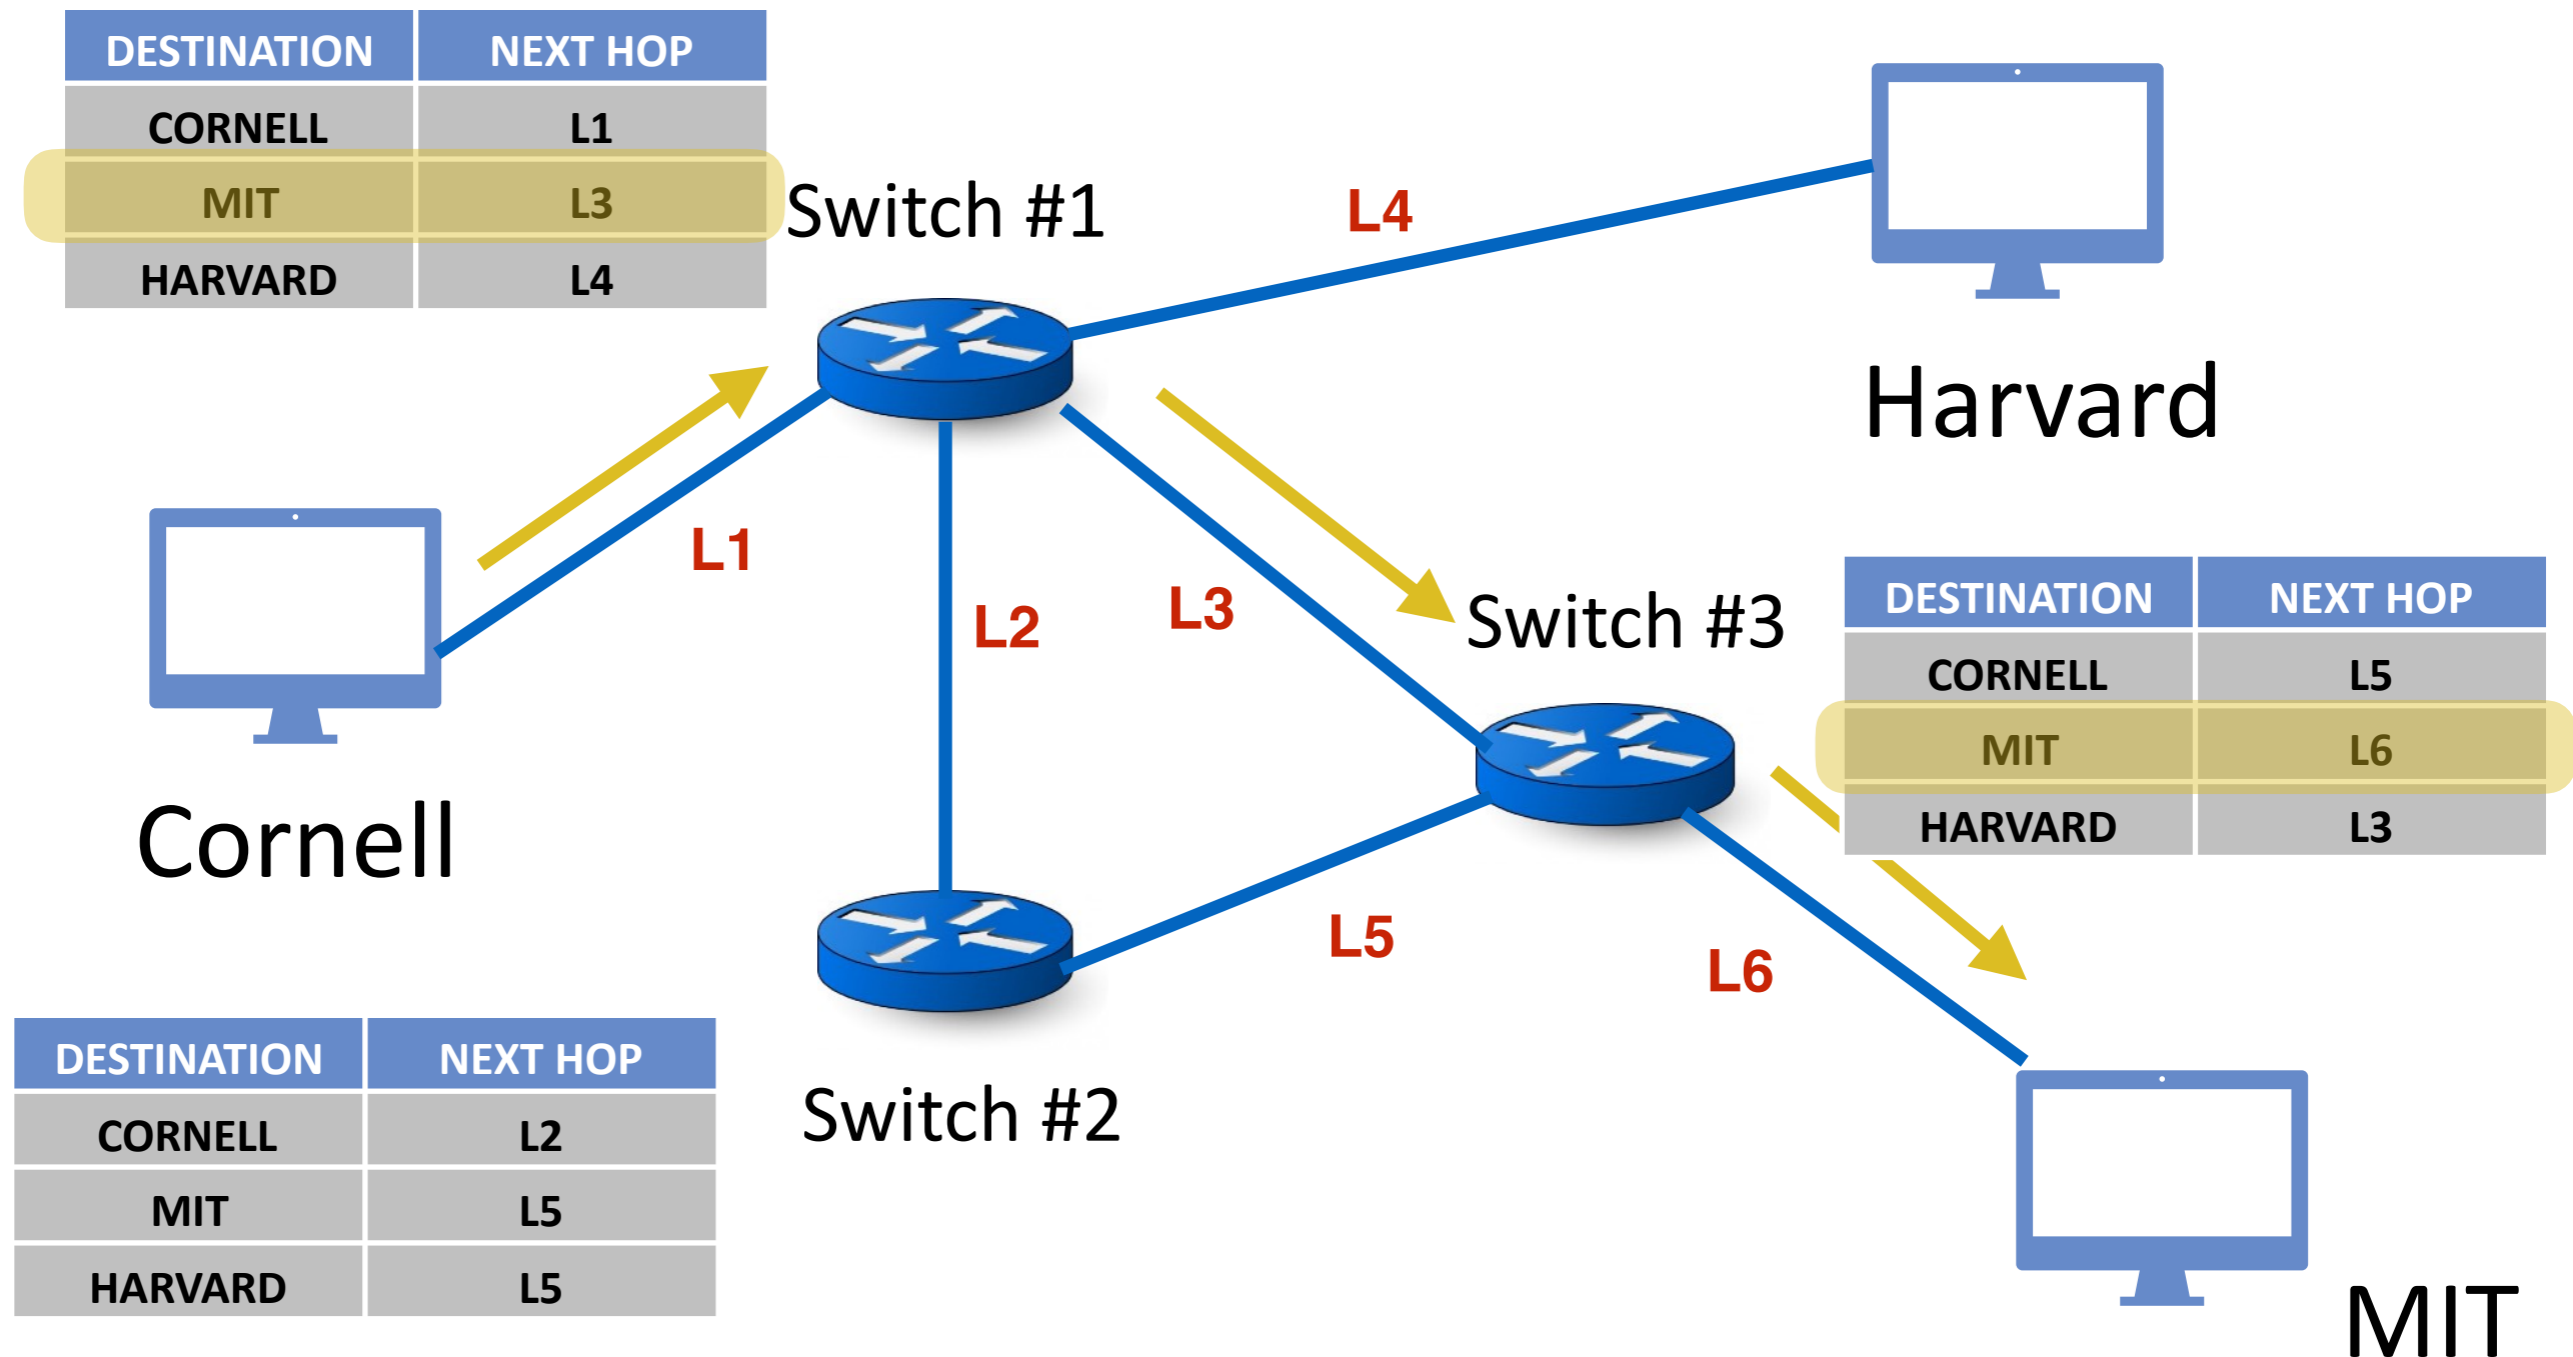 DESTINATION NEXT HOP
CORNELL L1
MIT L3
HARVARD L4
Switch #1
L4
Harvard
L1
L2
L3
Switch #3
DESTINATION NEXT HOP
CORNELL L5
MIT L6
HARVARD L3
Cornell
L5
L6
Switch #2
DESTINATION NEXT HOP
CORNELL L2
MIT L5
HARVARD L5
MIT